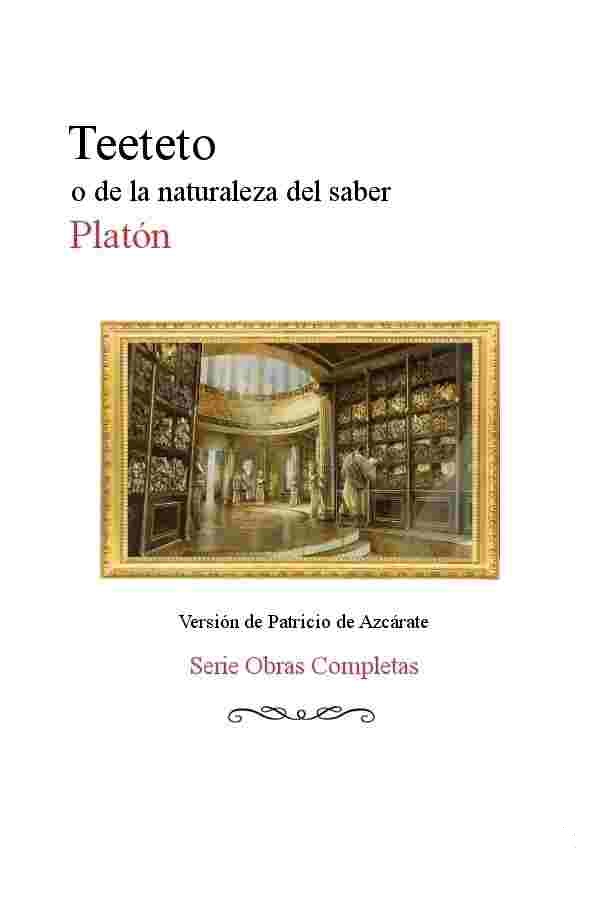 Teeteto
o de la naturaleza del saber
Platón
Versión de Patricio de Azcárate
Serie Obras Completas